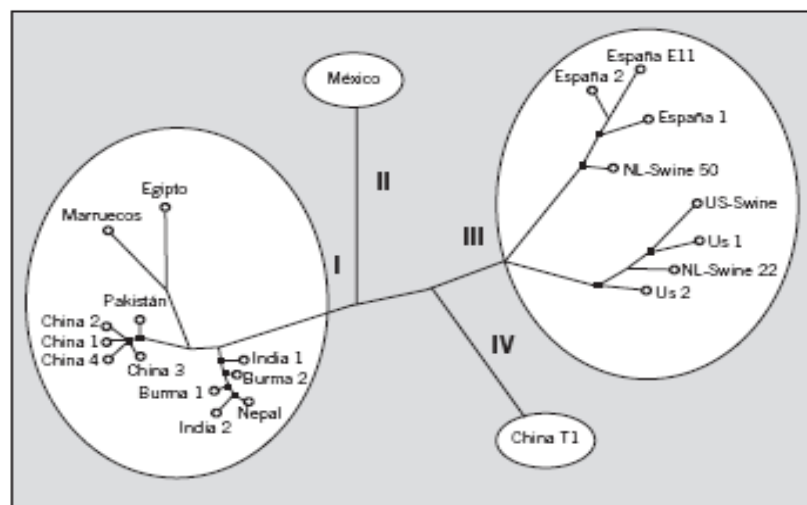 España E11
España 2
México
España 1
II
NL-Swine 50
Egipto
US-Swine
Marruecos
III
Us 1
I
NL-Swine 22
Pakistán
Us 2
China 2
China 1
India 1
IV
China 4
China 3
Burma 2
Burma 1
Nepal
India 2
China T1